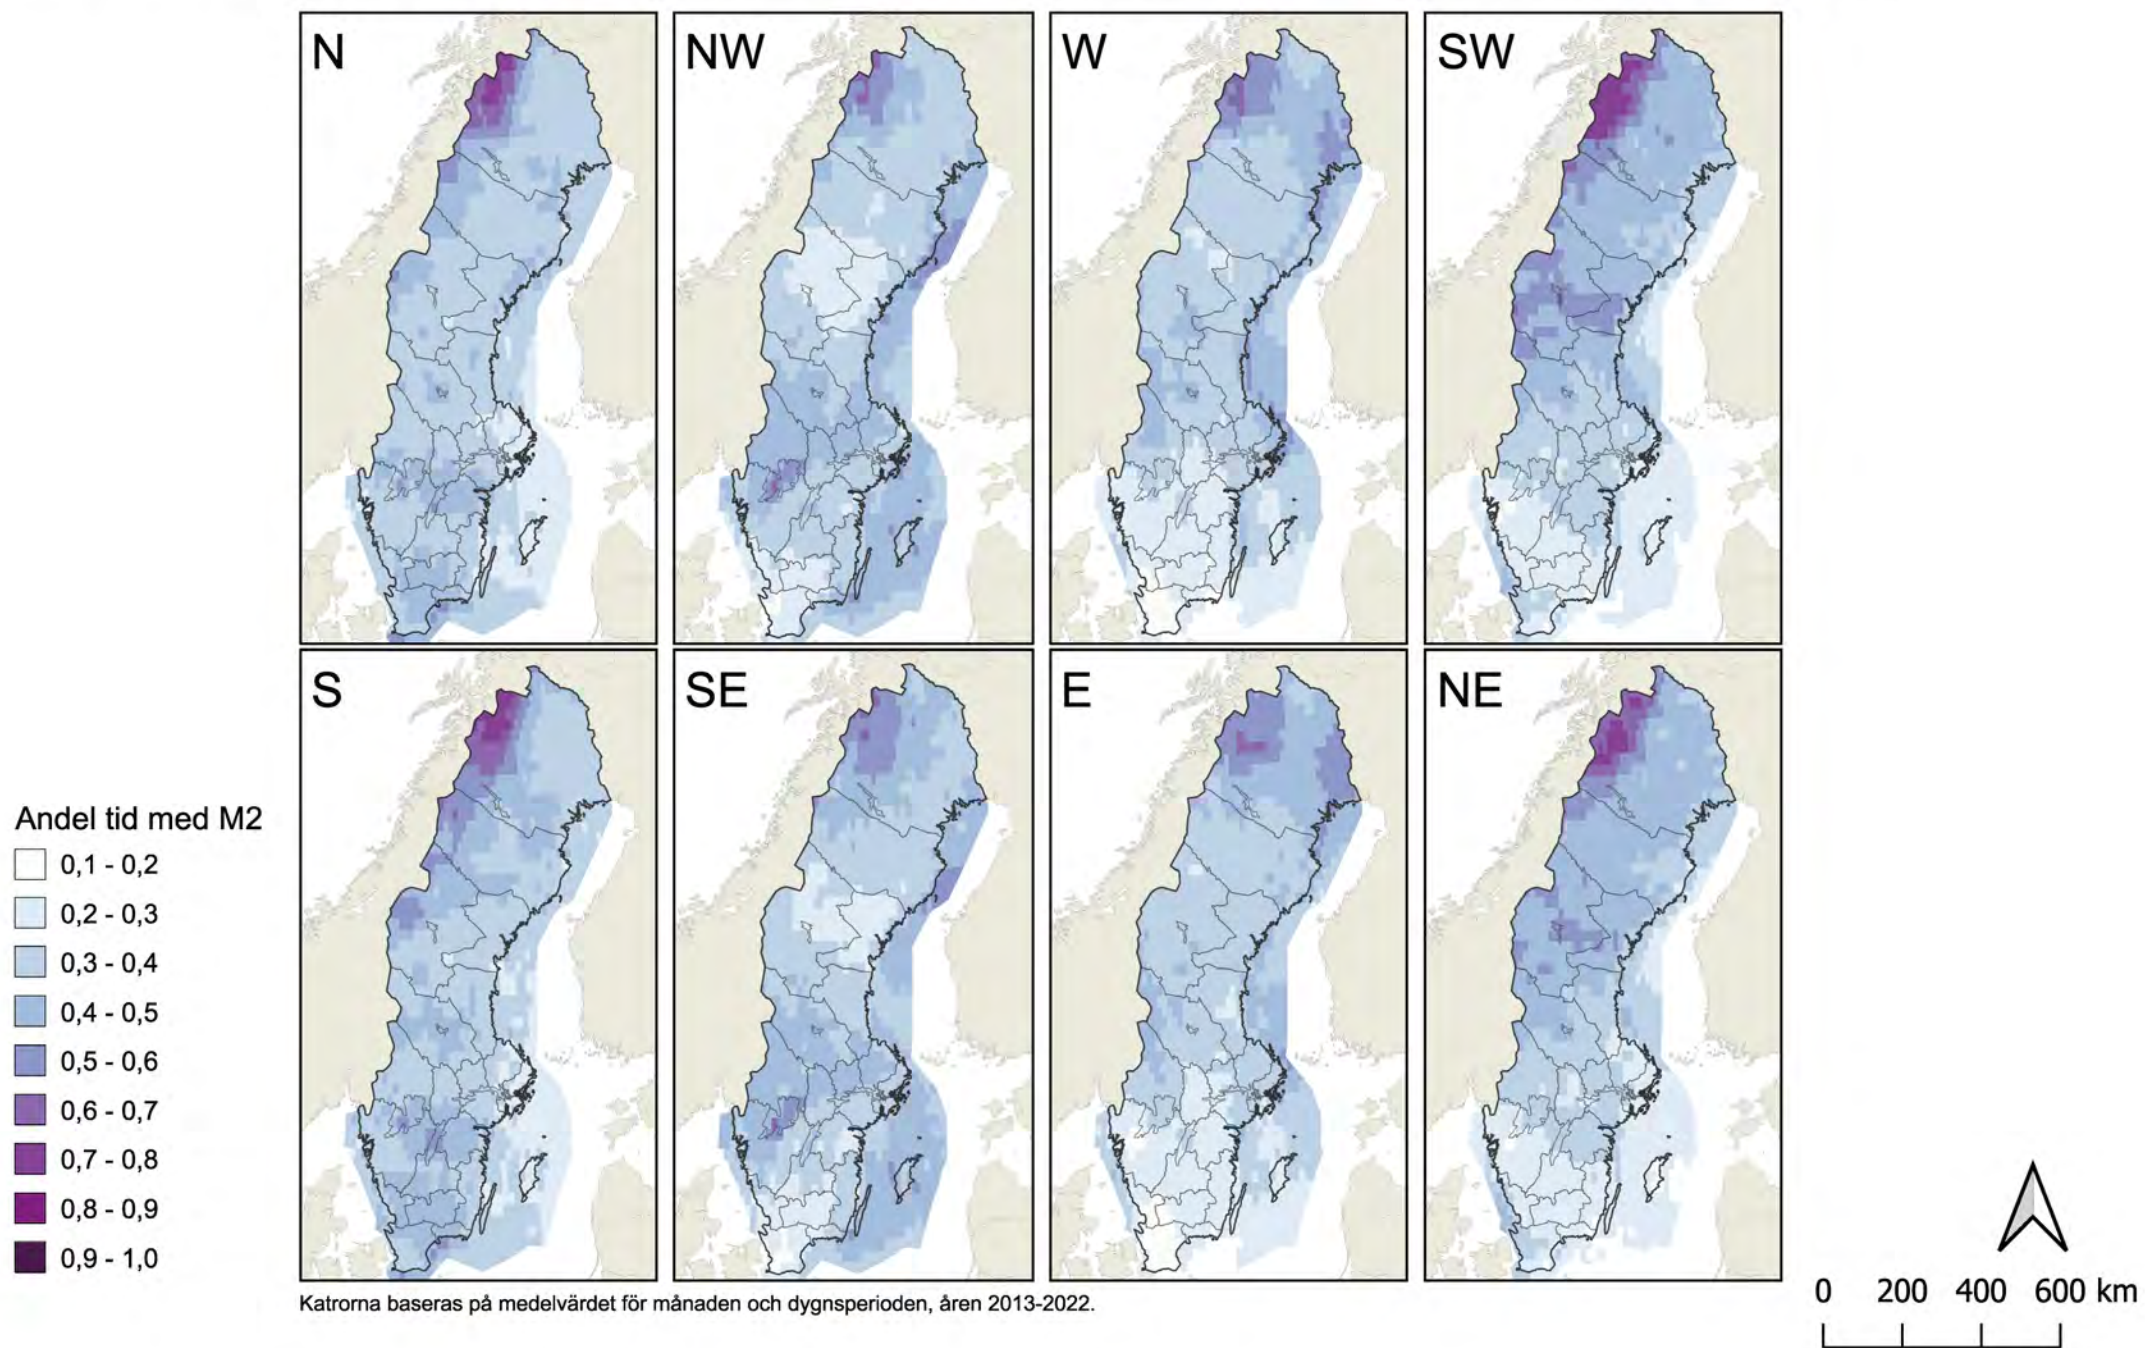 N
NW
W
SW
S
SE
E
NE
Andel tid med M2
0,1 - 0,2
0,2 - 0,3
0,3 - 0,4
0,4 - 0,5
0,5 - 0,6
0,6 - 0,7
0,7 - 0,8
0,8 - 0,9
0,9 - 1,0
Katrorna baseras på medelvärdet för månaden och dygnsperioden, åren 2013-2022.
0 200 400 600 km